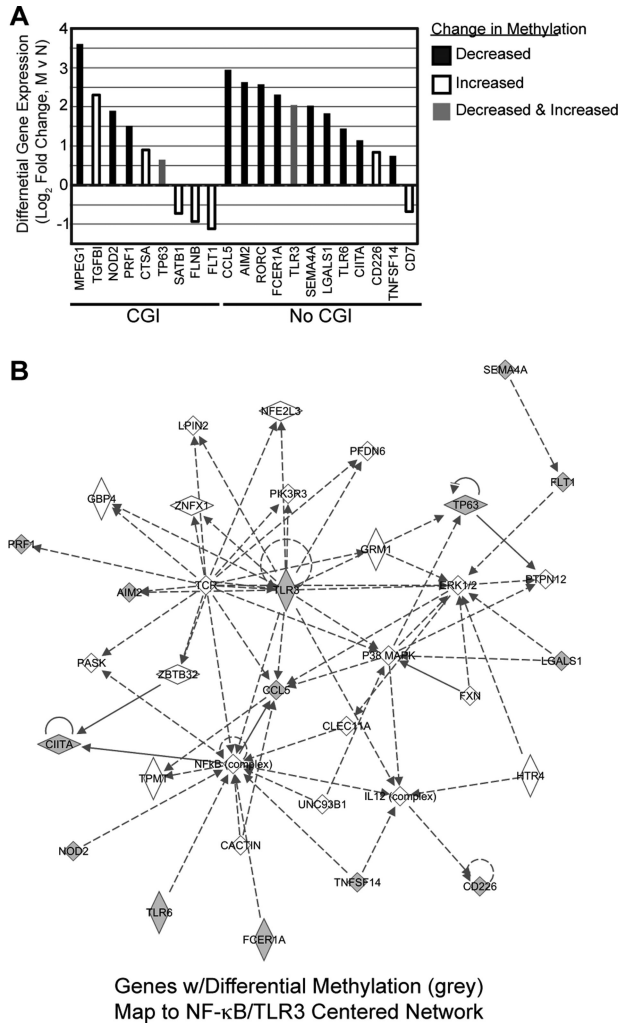 A
Differnetial Gene Expression
(Log2 Fold Change, M v N)
4
3
2
1
0
-1
Change in Methylation
Decreased
Increased
Decreased & Increased
MPEG1
TGFBI
NOD2
PRF1
CTSA
TP63
SATB1
FLNB
FLT1
CCL5
AIM2
RORC
FCER1A
TLR3
SEMA4A
LGALS1
TLR6
CIITA
CD226
TNFSF14
CD7
CGI
No CGI
B
SEMA4A
NFE2L3
LPIN2
PFDN6
FLT1
PIK3R3
GBP4
ZNFX1
TP63
PRF1
GRM1
TCR
TLR3
ERK1/2
PTPN12
AIM2
P38 MAPK
PASK
ZBTB32
LGALS1
CCL5
FXN
CLEC11A
CIITA
NFkB (complex)
TPMT
HTR4
UNC93B1
IL12 (complex)
CACTIN
NOD2
TNFSF14
CD226
TLR6
FCER1A
Genes w/Differential Methylation (grey)
Map to NF-κB/TLR3 Centered Network